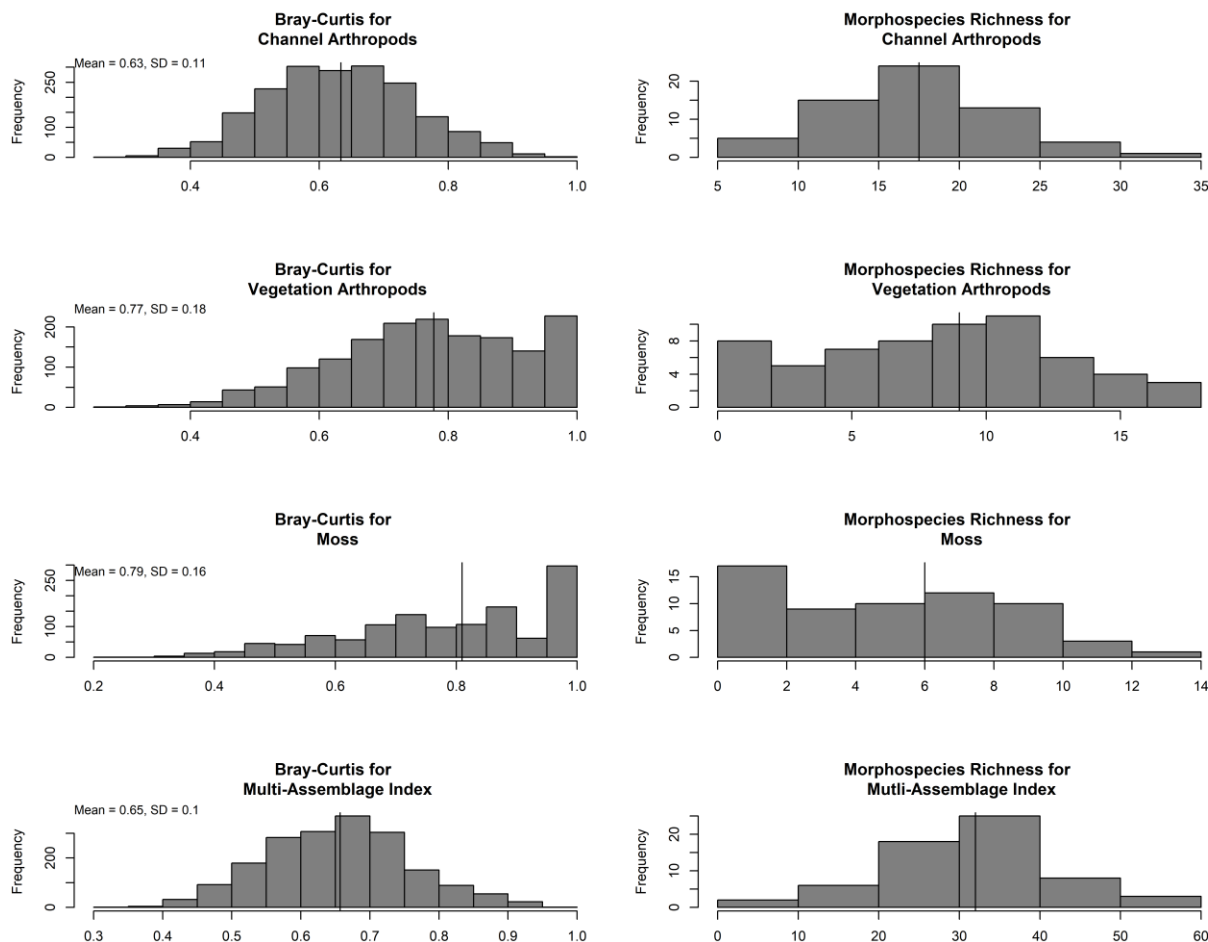 Bray-Curtis for
Channel Arthropods
Mean = 0.63, SD = 0.11
Frequency
0 100 250
0.4 0.6 0.8 1.0
Morphospecies Richness for
Channel Arthropods
Frequency
0 10 20
5 10 15 20 25 30 35
Bray-Curtis for
Vegetation Arthropods
Mean = 0.77, SD = 0.18
Frequency
0 100 200
0.4 0.6 0.8 1.0
Morphospecies Richness for
Vegetation Arthropods
Frequency
0 4 8
0 5 10 15
Bray-Curtis for
Moss
Mean = 0.79, SD = 0.16
Frequency
0 100 250
0.2 0.4 0.6 0.8 1.0
Morphospecies Richness for
Moss
Frequency
0 5 10 15
0 2 4 6 8 10 12 14
Bray-Curtis for
Multi-Assemblage Index
Mean = 0.65, SD = 0.1
Frequency
0 200
0.3 0.4 0.5 0.6 0.7 0.8 0.9 1.0
Morphospecies Richness for
Mutli-Assemblage Index
Frequency
0 10 20
0 10 20 30 40 50 60